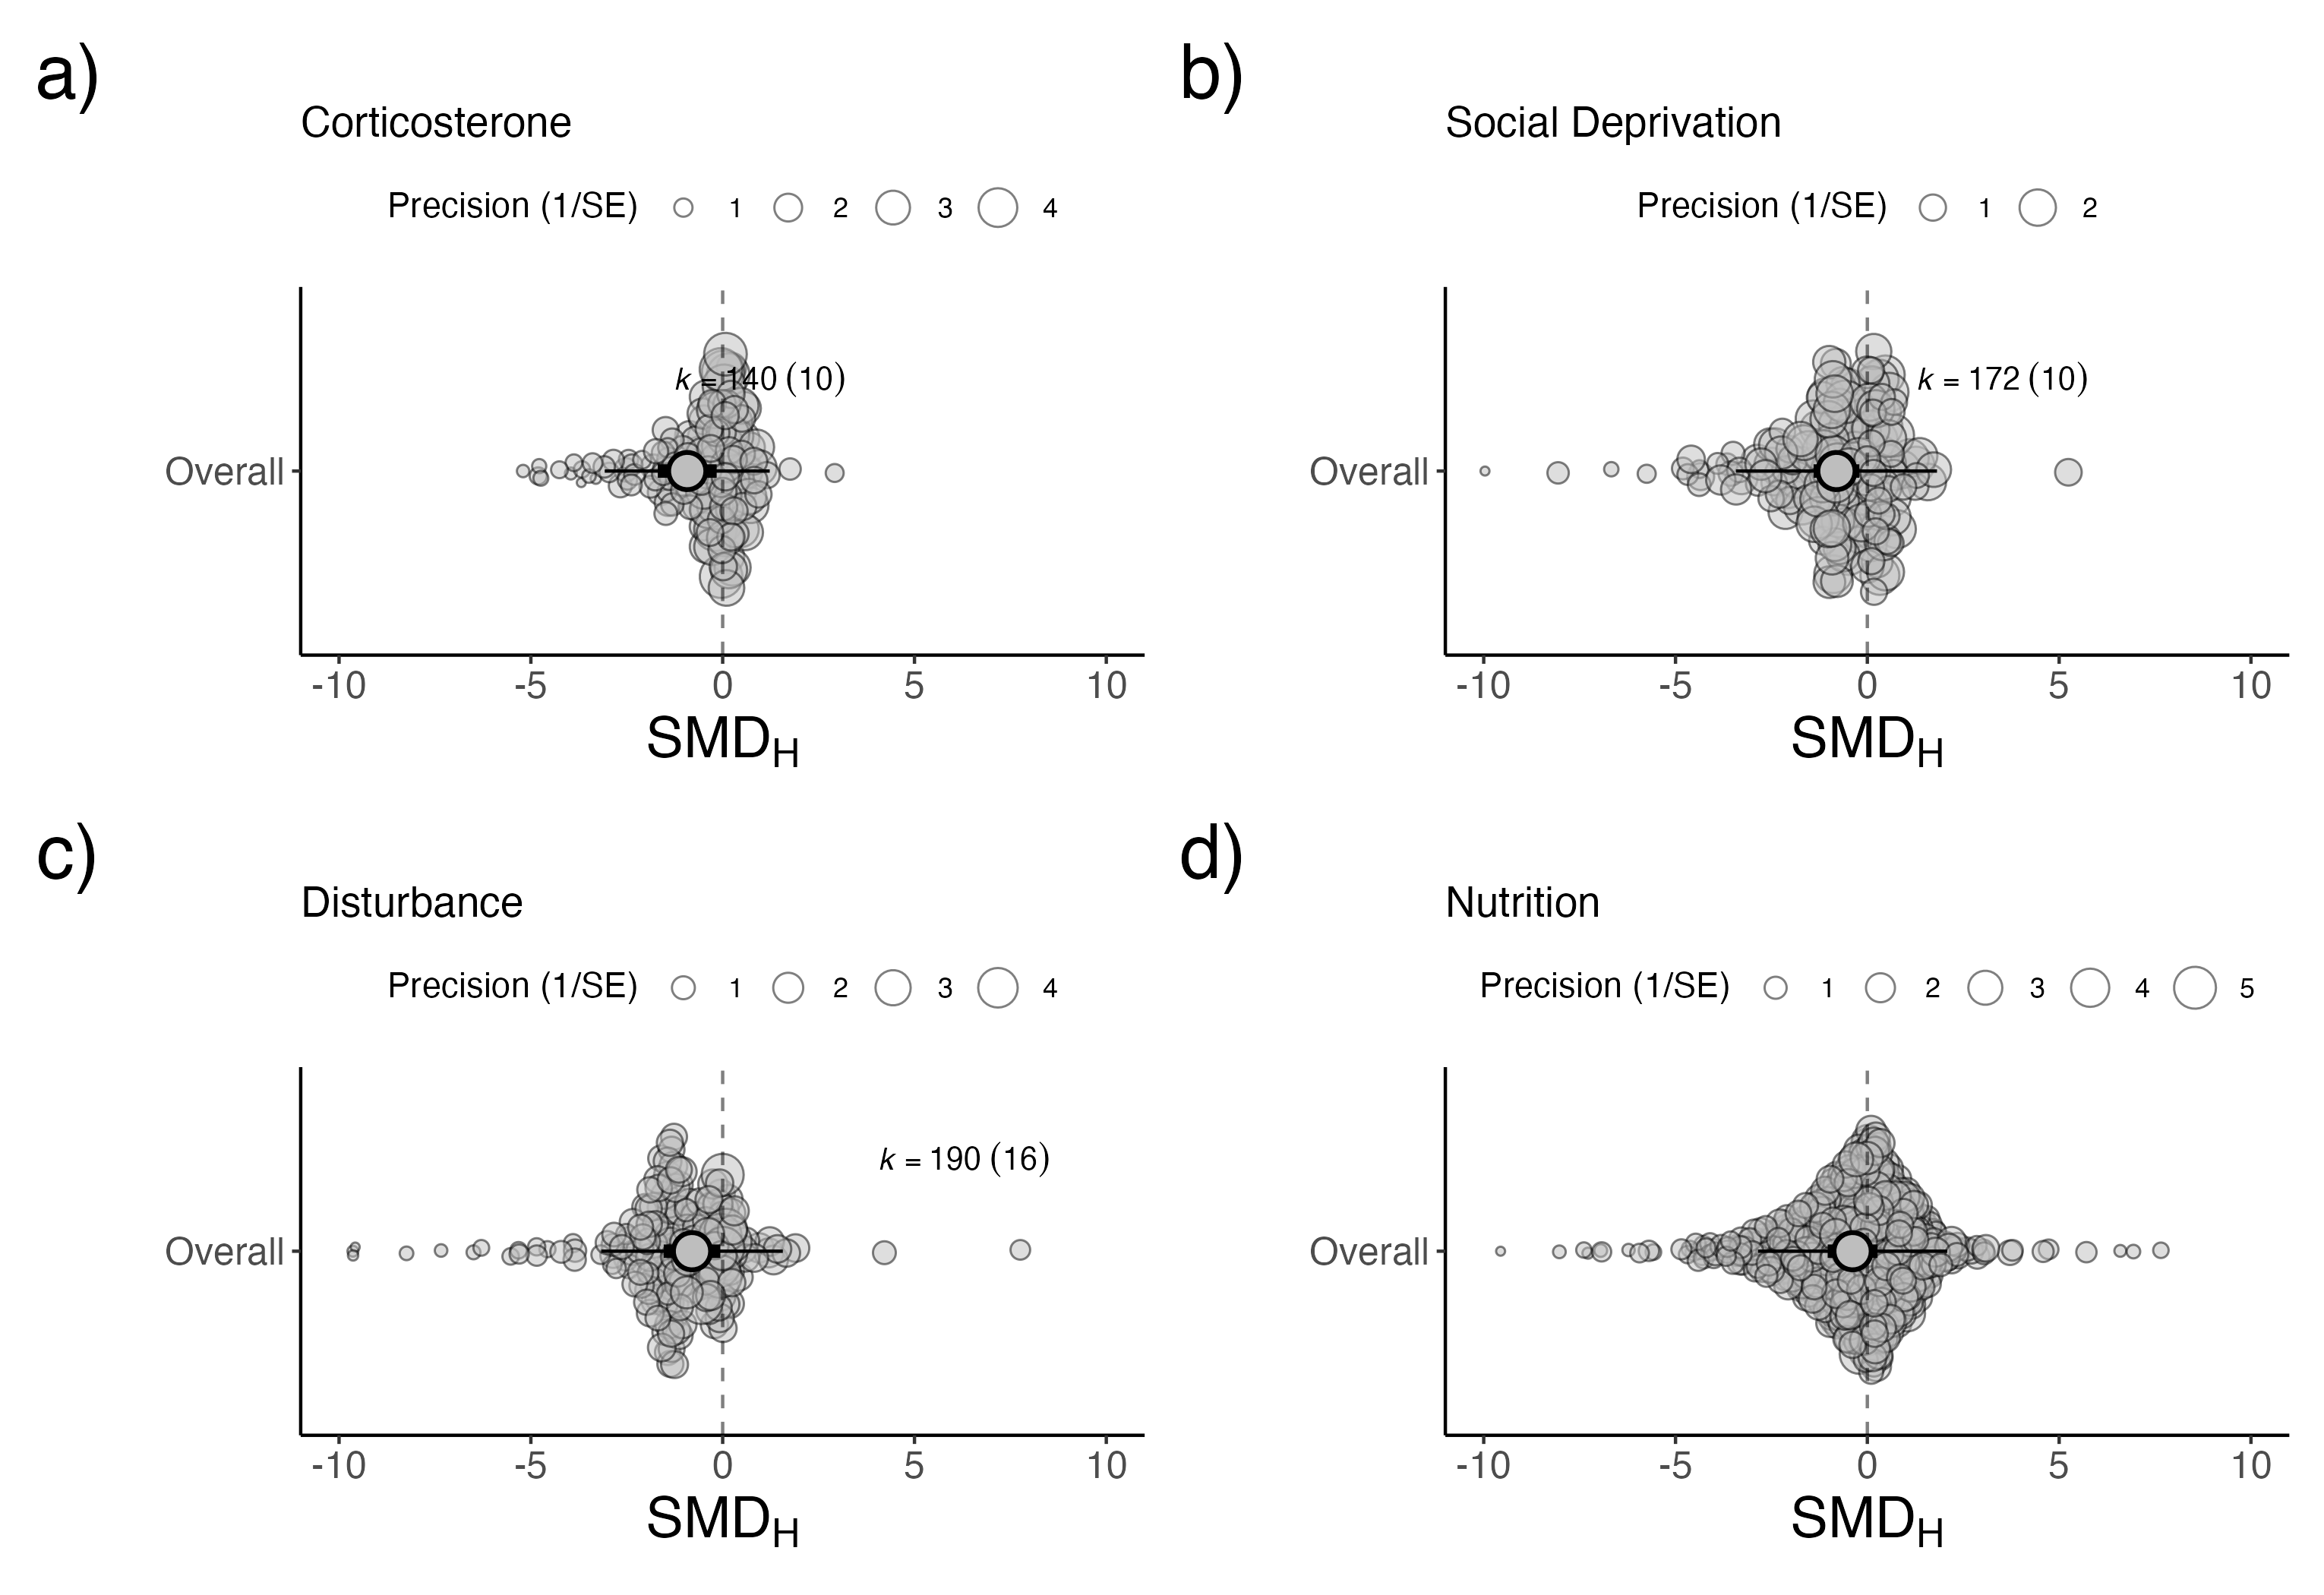 a)
Corticosterone
Precision (1/SE) 1 2 3 4
k = 140 (10)
Overall
-10 -5 0 5 10
SMDH
b)
Social Deprivation
Precision (1/SE) 1 2
k = 172 (10)
Overall
-10 -5 0 5 10
SMDH
c)
Disturbance
Precision (1/SE) 1 2 3 4
k = 190 (16)
Overall
-10 -5 0 5 10
SMDH
d)
Nutrition
Precision (1/SE) 1 2 3 4 5
Overall
-10 -5 0 5 10
SMDH